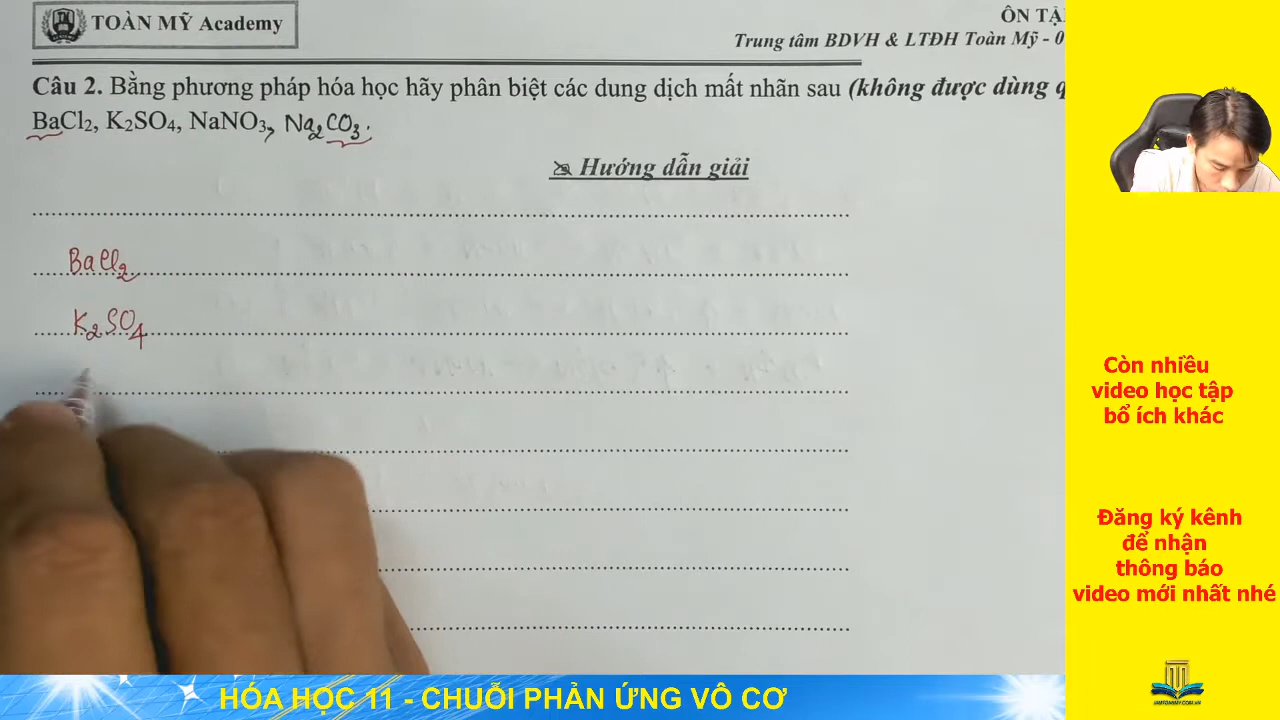 TOÀN MỸ Academy
ÔN TẬ
Trung tâm BDVH & LTĐH Toàn Mỹ - 0
Câu 2. Bằng phương pháp hóa học hãy phân biệt các dung dịch mất nhãn sau (không được dùng q
BaCl₂, K₂SO₄, NaNO₃, Na₂CO₃.
Hướng dẫn giải
BaCl₂
K₂SO₄
Còn nhiều
video học tập
bổ ích khác
Đăng ký kênh
để nhận
thông báo
video mới nhất nhé
HÓA HỌC 11 - CHUỖI PHẢN ỨNG VÔ CƠ